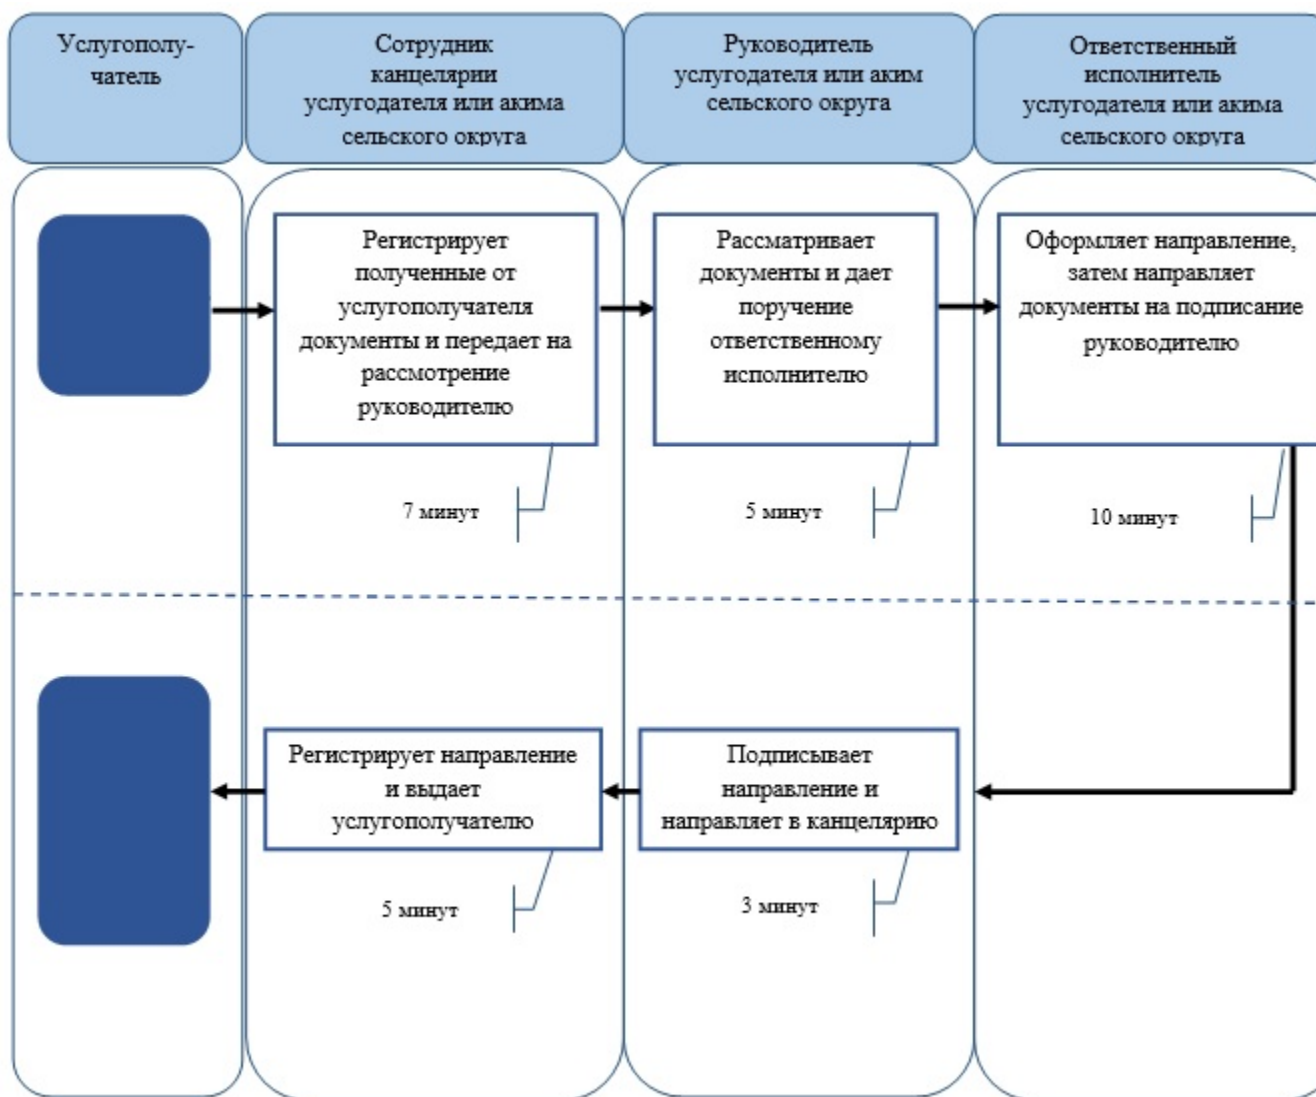 Услугополу-
чатель
Сотрудник
канцелярии
услугодателя или акима
сельского округа
Руководитель
услугодателя или аким
сельского округа
Ответственный
исполнитель
услугодателя или акима
сельского округа
Регистрирует
полученные от
услугополучателя
документы и передает на
рассмотрение
руководителю
Рассматривает
документы и дает
поручение
ответственному
исполнителю
Оформляет направление,
затем направляет
документы на подписание
руководителю
7 минут
5 минут
10 минут
Регистрирует направление
и выдает
услугополучателю
Подписывает
направление и
направляет в канцелярию
5 минут
3 минут